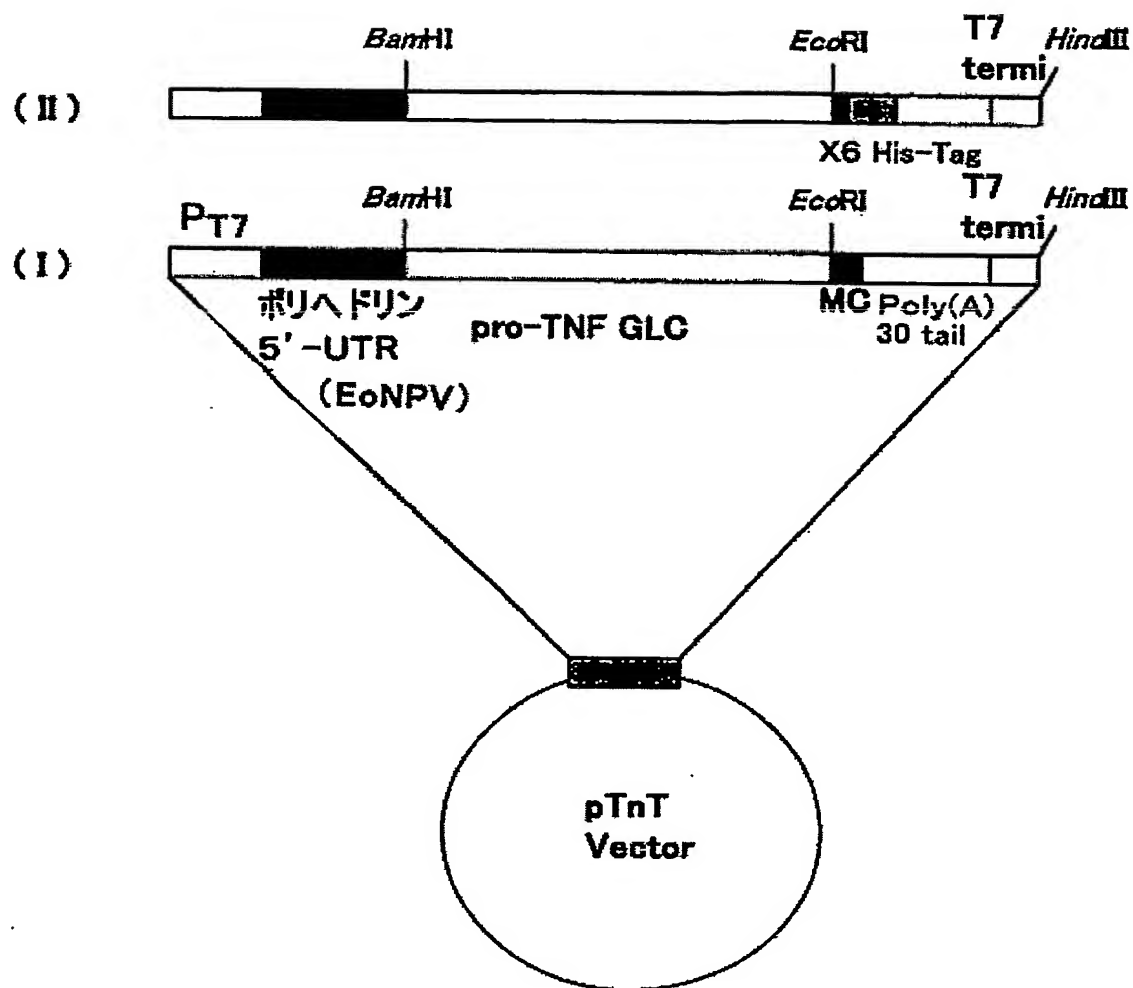 BamHI
EcoRI
T7
termi
HindIII
(II)
X6 His-Tag
PT7
BamHI
EcoRI
T7
termi
HindIII
(I)
ポリヘドリン
5'-UTR
(EoNPV)
pro-TNF GLC
MC
Poly(A)
30 tail
pTnT
Vector